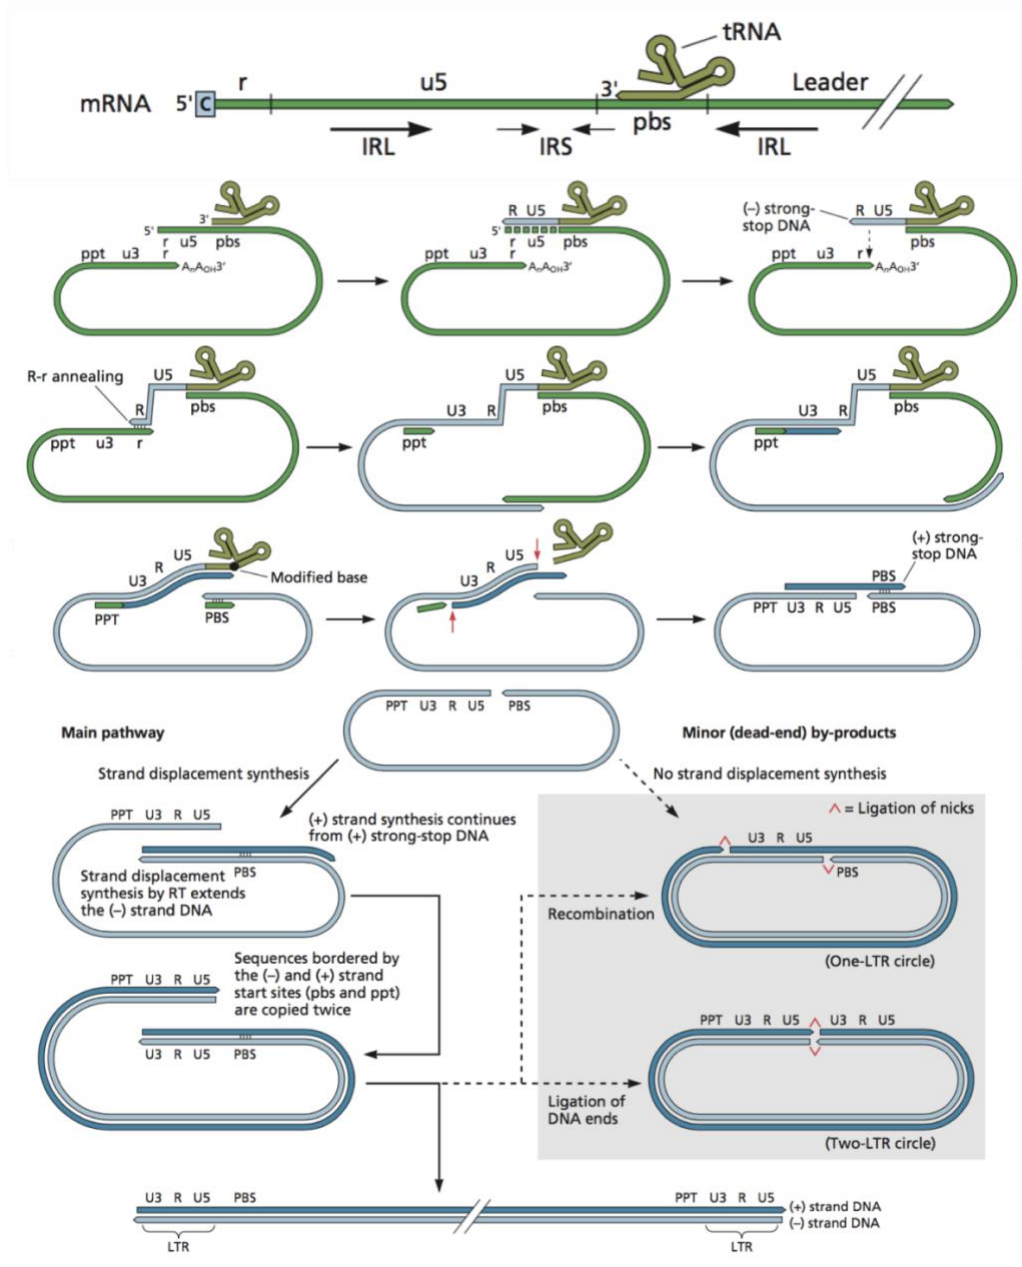 tRNA
r u5 3' Leader
mRNA 5' C
pbs
IRL IRS IRL
3'
5'
r u5 pbs
ppt u3 r
AnAOH3'
R U5
5'
r u5 pbs
ppt u3 r
AnAOH3'
(–) strong-
stop DNA
R U5
pbs
ppt u3 r
AnAOH3'
R-r annealing
U5
R
pbs
ppt u3 r
U5
U3 R
pbs
ppt
U5
U3 R
pbs
ppt
U5
R
U3
Modified base
PPT PBS
U5
R
U3
(+) strong-
stop DNA
PBS
PPT U3 R U5 PBS
PPT U3 R U5 PBS
Main pathway
Minor (dead-end) by-products
Strand displacement synthesis
No strand displacement synthesis
PPT U3 R U5
(+) strand synthesis continues
from (+) strong-stop DNA
PBS
Strand displacement
synthesis by RT extends
the (–) strand DNA
^ = Ligation of nicks
U3 R U5
PBS
Recombination
(One-LTR circle)
Sequences bordered by
the (–) and (+) strand
start sites (pbs and ppt)
are copied twice
PPT U3 R U5
U3 R U5 PBS
PPT U3 R U5 U3 R U5
Ligation of
DNA ends
(Two-LTR circle)
U3 R U5 PBS
PPT U3 R U5
(+) strand DNA
(–) strand DNA
LTR
LTR